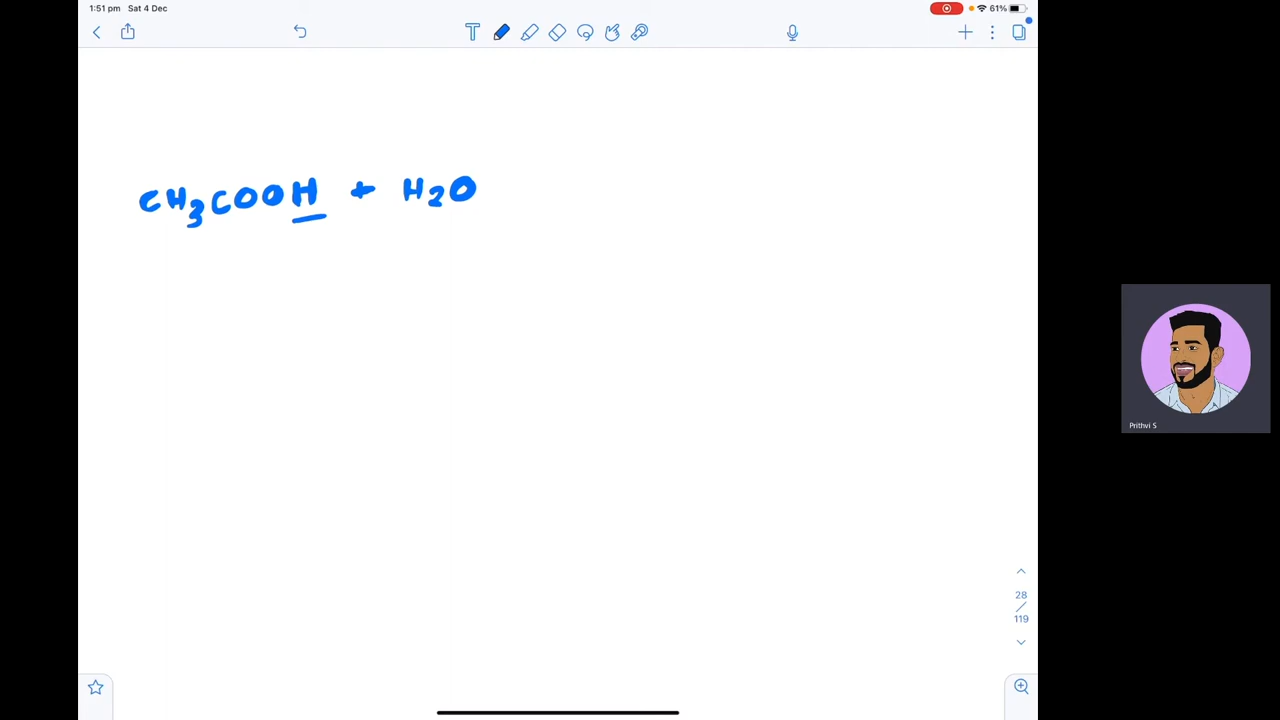 1:51 pm Sat 4 Dec
61%
T
CH3COOH + H2O
Prithvi S
28
/
119